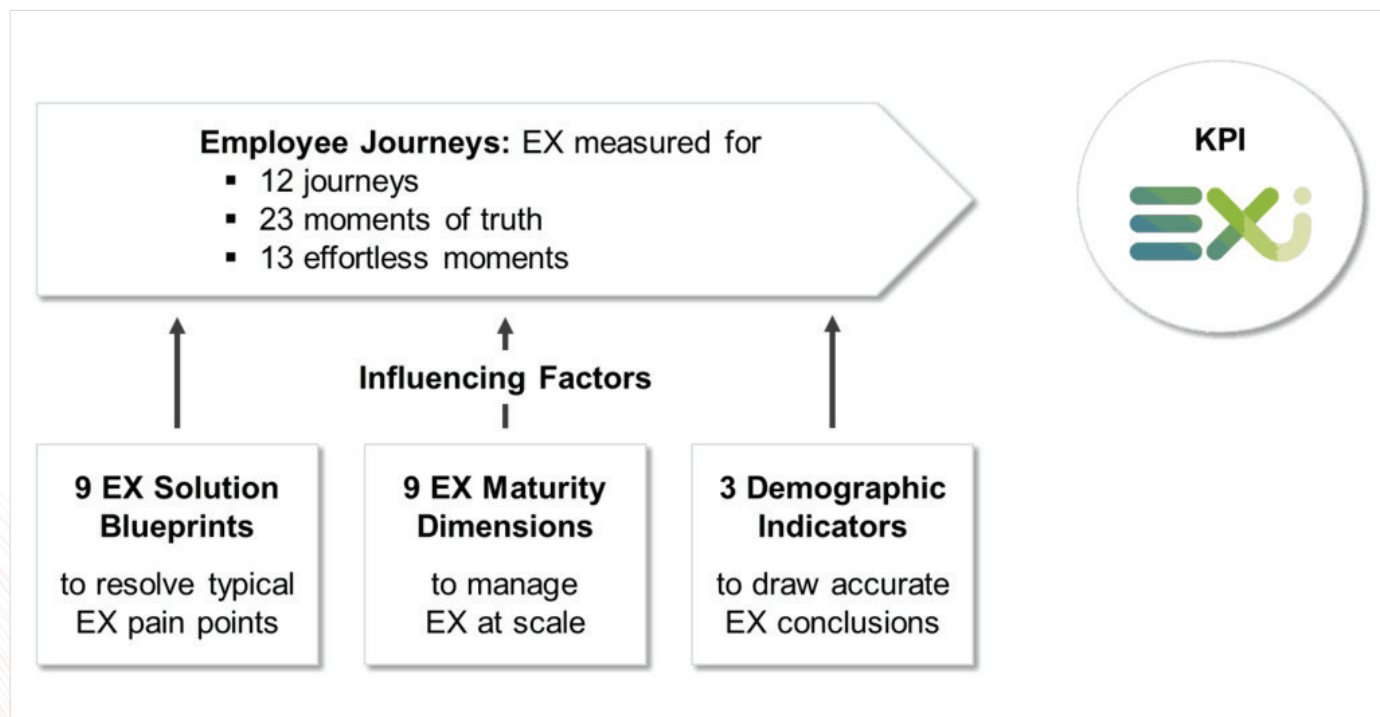 Employee Journeys: EX measured for
▪ 12 journeys
▪ 23 moments of truth
▪ 13 effortless moments
KPI
EXi
Influencing Factors
9 EX Solution
Blueprints
to resolve typical
EX pain points
9 EX Maturity
Dimensions
to manage
EX at scale
3 Demographic
Indicators
to draw accurate
EX conclusions